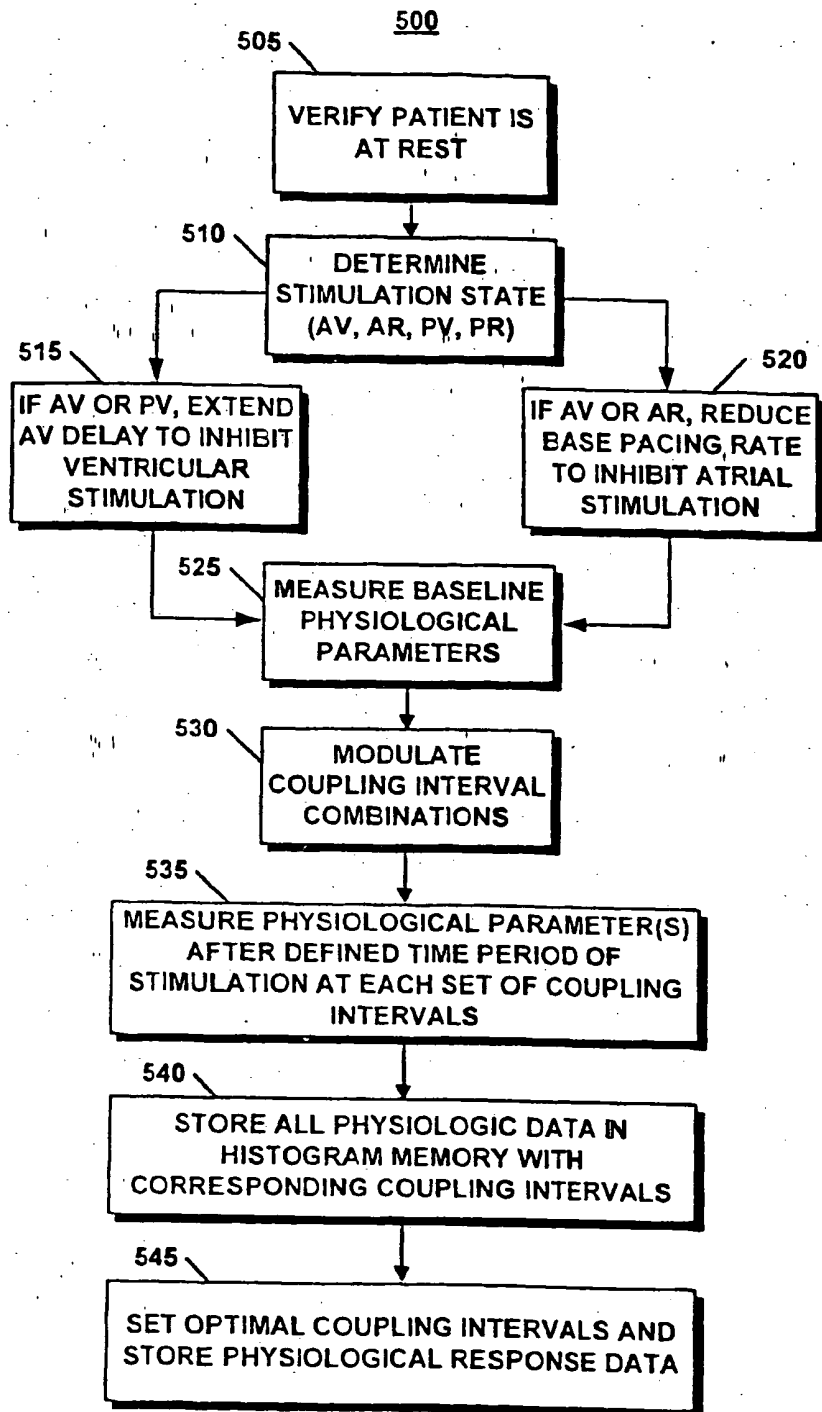 500
505
VERIFY PATIENT IS
AT REST
510
DETERMINE
STIMULATION STATE
(AV, AR, PV, PR)
515
IF AV OR PV, EXTEND
AV DELAY TO INHIBIT
VENTRICULAR
STIMULATION
520
IF AV OR AR, REDUCE
BASE PACING RATE
TO INHIBIT ATRIAL
STIMULATION
525
MEASURE BASELINE
PHYSIOLOGICAL
PARAMETERS
530
MODULATE
COUPLING INTERVAL
COMBINATIONS
535
MEASURE PHYSIOLOGICAL PARAMETER(S)
AFTER DEFINED TIME PERIOD OF
STIMULATION AT EACH SET OF COUPLING
INTERVALS
540
STORE ALL PHYSIOLOGIC DATA IN
HISTOGRAM MEMORY WITH
CORRESPONDING COUPLING INTERVALS
545
SET OPTIMAL COUPLING INTERVALS AND
STORE PHYSIOLOGICAL RESPONSE DATA